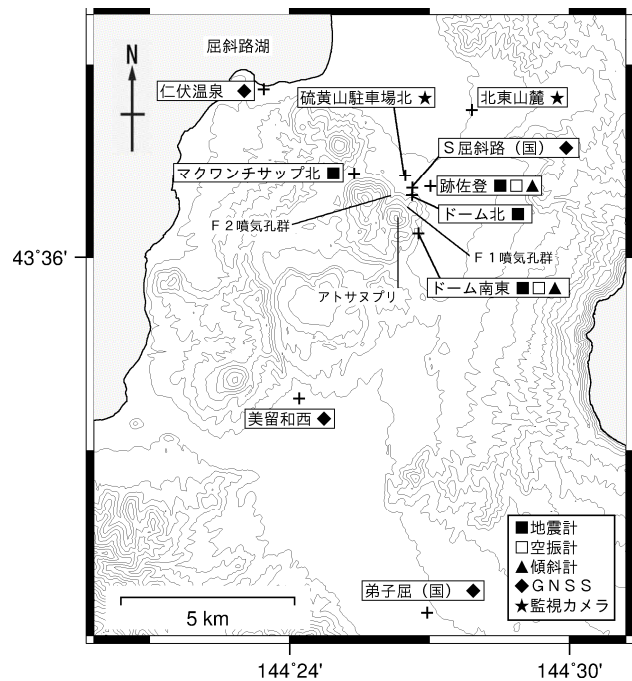 屈斜路湖
N
仁伏温泉 ◆
硫黄山駐車場北 ★
北東山麓 ★
S屈斜路（国） ◆
マクワンチサップ北 ■
跡佐登 ■□▲
ドーム北 ■
F2噴気孔群
F1噴気孔群
43°36'
アトサヌプリ
ドーム南東 ■□▲
美留和西 ◆
■地震計
□空振計
▲傾斜計
◆GNSS
★監視カメラ
弟子屈（国） ◆
5 km
144°24'
144°30'